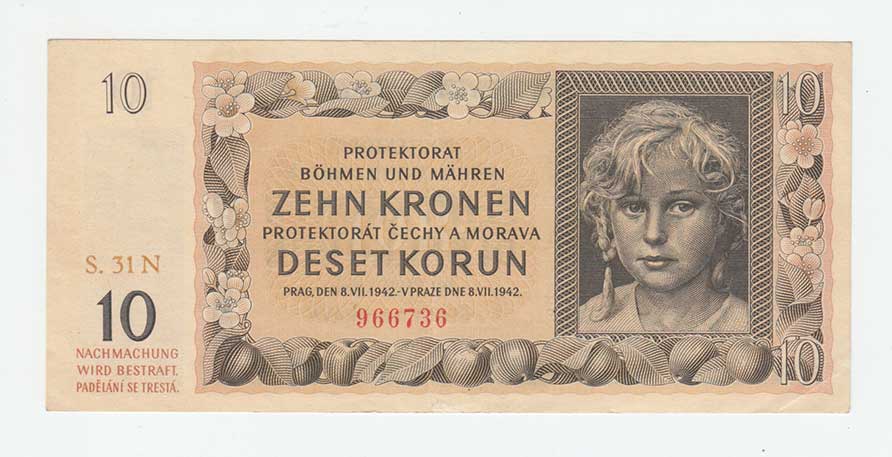 10
10
PROTEKTORAT
BÖHMEN UND MÄHREN
ZEHN KRONEN
PROTEKTORÁT ČECHY A MORAVA
DESET KORUN
PRAG, DEN 8.VII.1942.-V PRAZE DNE 8.VII.1942.
966736
S. 31 N
10
NACHMACHUNG
WIRD BESTRAFT.
PADĚLÁNÍ SE TRESTÁ.
10